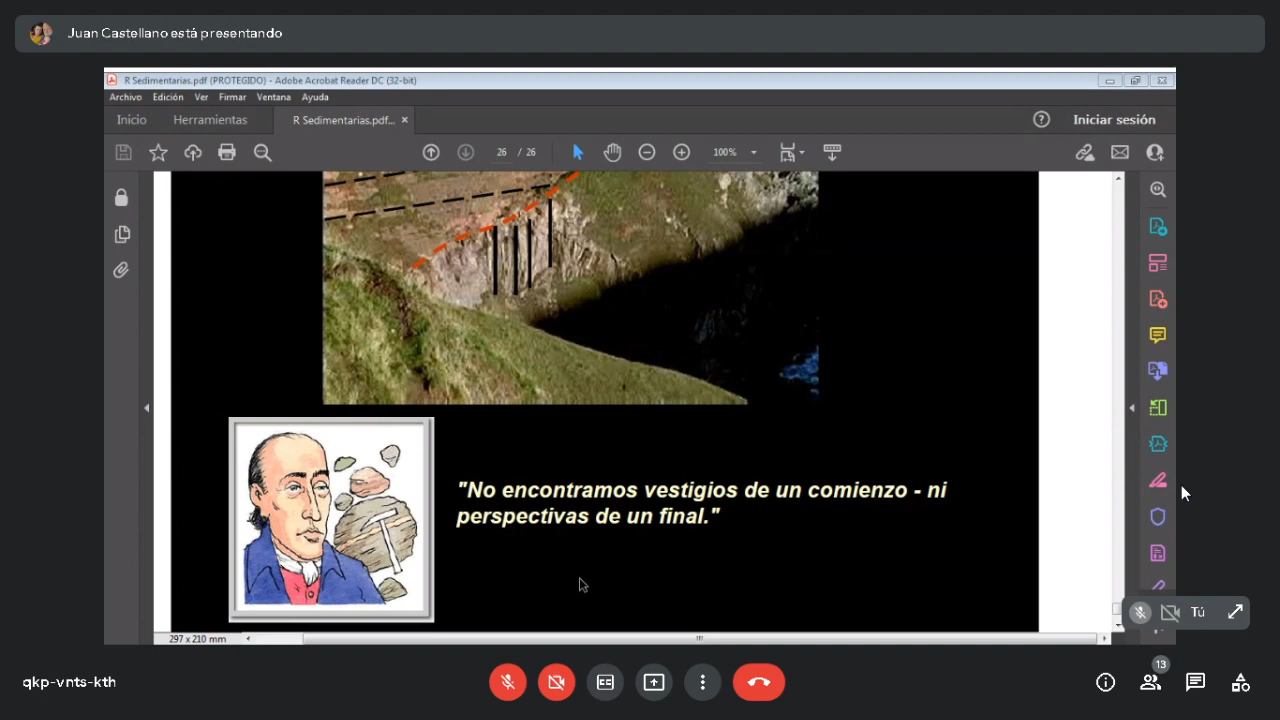 Juan Castellano está presentando
R Sedimentarias.pdf (PROTEGIDO) - Adobe Acrobat Reader DC (32-bit)
Archivo Edición Ver Firmar Ventana Ayuda
Inicio Herramientas R Sedimentarias.pdf... × Iniciar sesión
26 / 26 100%
"No encontramos vestigios de un comienzo - ni
perspectivas de un final."
Tú
297 x 210 mm
13
qkp-vnts-kth